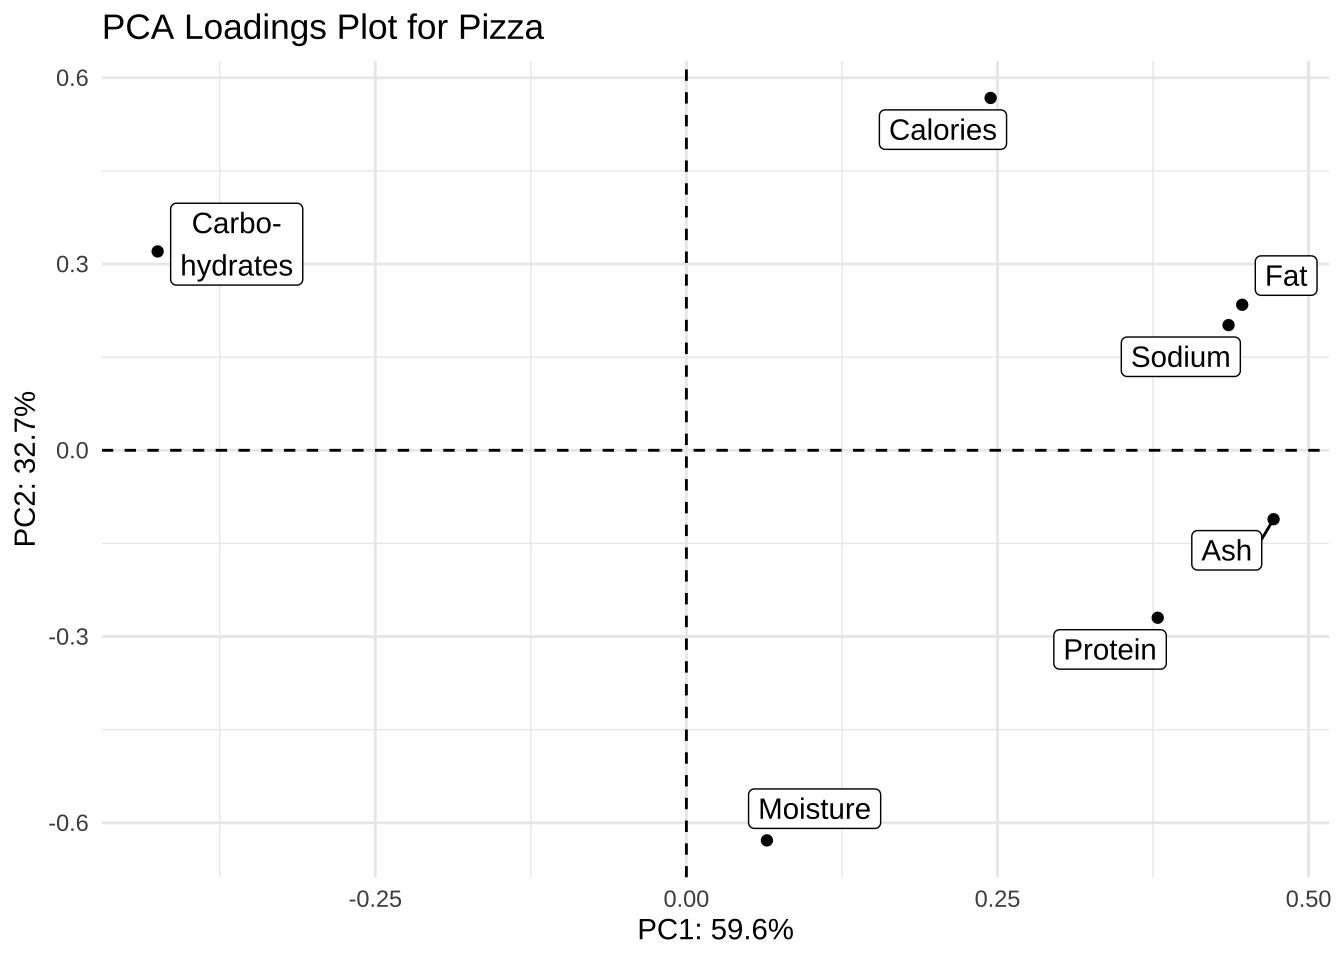 PCA Loadings Plot for Pizza
0.6
Calories
Carbo-
hydrates
0.3
Fat
Sodium
0.0
PC2: 32.7%
Ash
-0.3
Protein
Moisture
-0.6
-0.25
0.00
0.25
0.50
PC1: 59.6%